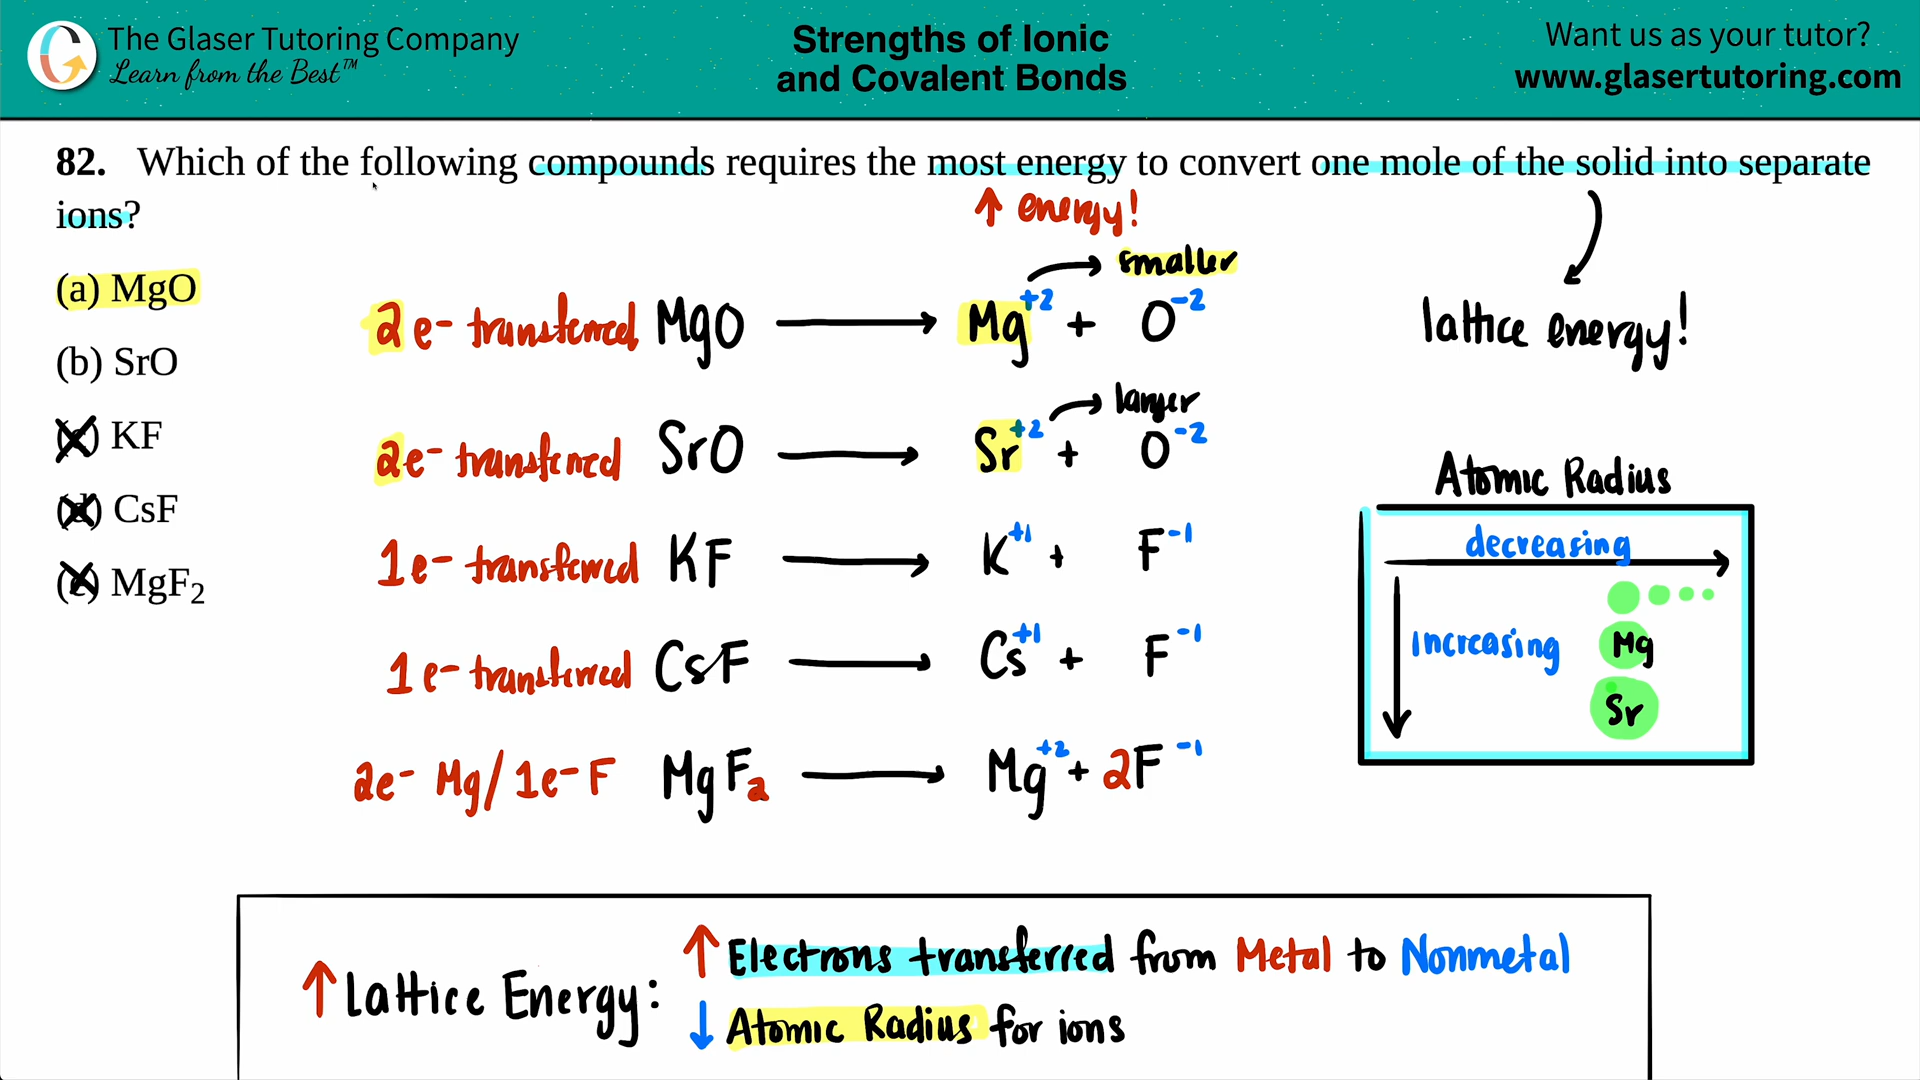 The Glaser Tutoring Company
Learn from the Best™
Strengths of Ionic
and Covalent Bonds
Want us as your tutor?
www.glasertutoring.com
82. Which of the following compounds requires the most energy to convert one mole of the solid into separate
ions?
↑ energy!
(a) MgO
(b) SrO
(c) KF
(d) CsF
(e) MgF₂
smaller
2e- transferred MgO → Mg⁺² + O⁻²
lattice energy!
larger
2e- transferred SrO → Sr⁺² + O⁻²
1e- transferred KF → K⁺¹ + F⁻¹
1e- transferred CsF → Cs⁺¹ + F⁻¹
2e- Mg/1e- F MgF₂ → Mg⁺² + 2F⁻¹
Atomic Radius
decreasing
increasing
Mg
Sr
↑ Lattice Energy:
↑ Electrons transferred from Metal to Nonmetal
↓ Atomic Radius for ions